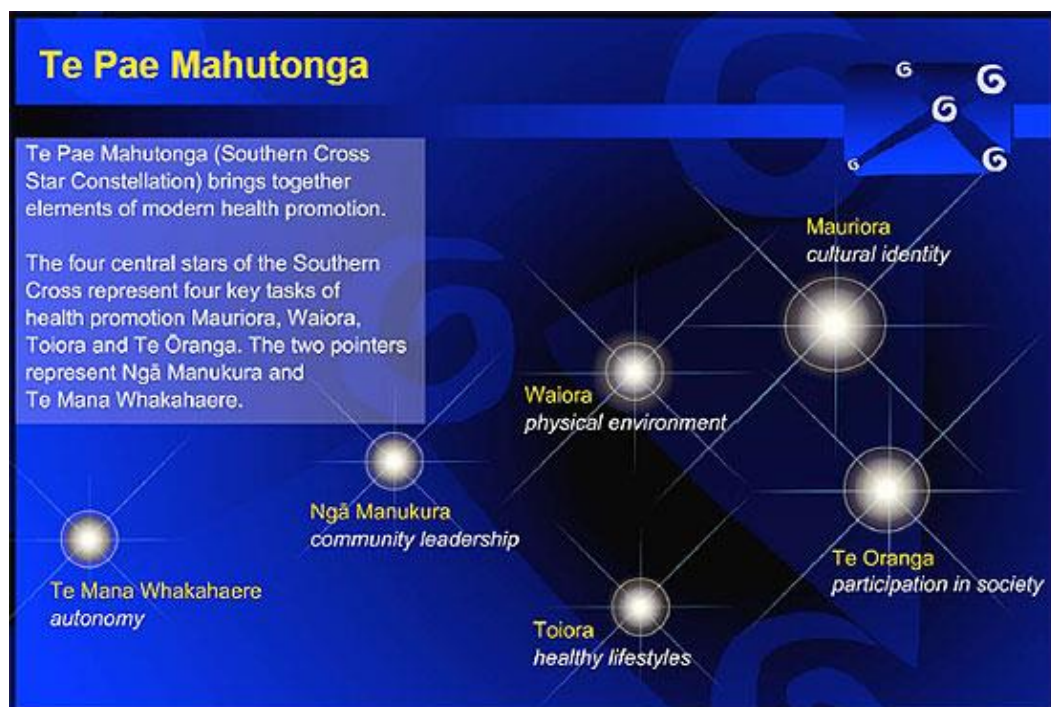 Te Pae Mahutonga
Te Pae Mahutonga (Southern Cross
Star Constellation) brings together
elements of modern health promotion.
The four central stars of the Southern
Cross represent four key tasks of
health promotion Mauriora, Waiora,
Toiora and Te Ōranga. The two pointers
represent Ngā Manukura and
Te Mana Whakahaere.
Mauriora
cultural identity
Waiora
physical environment
Ngā Manukura
community leadership
Te Oranga
participation in society
Te Mana Whakahaere
autonomy
Toiora
healthy lifestyles